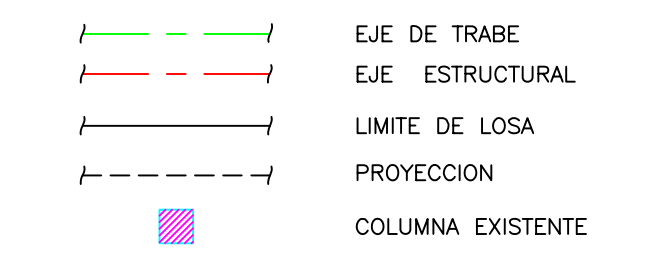 EJE DE TRABE
EJE ESTRUCTURAL
LIMITE DE LOSA
PROYECCION
COLUMNA EXISTENTE